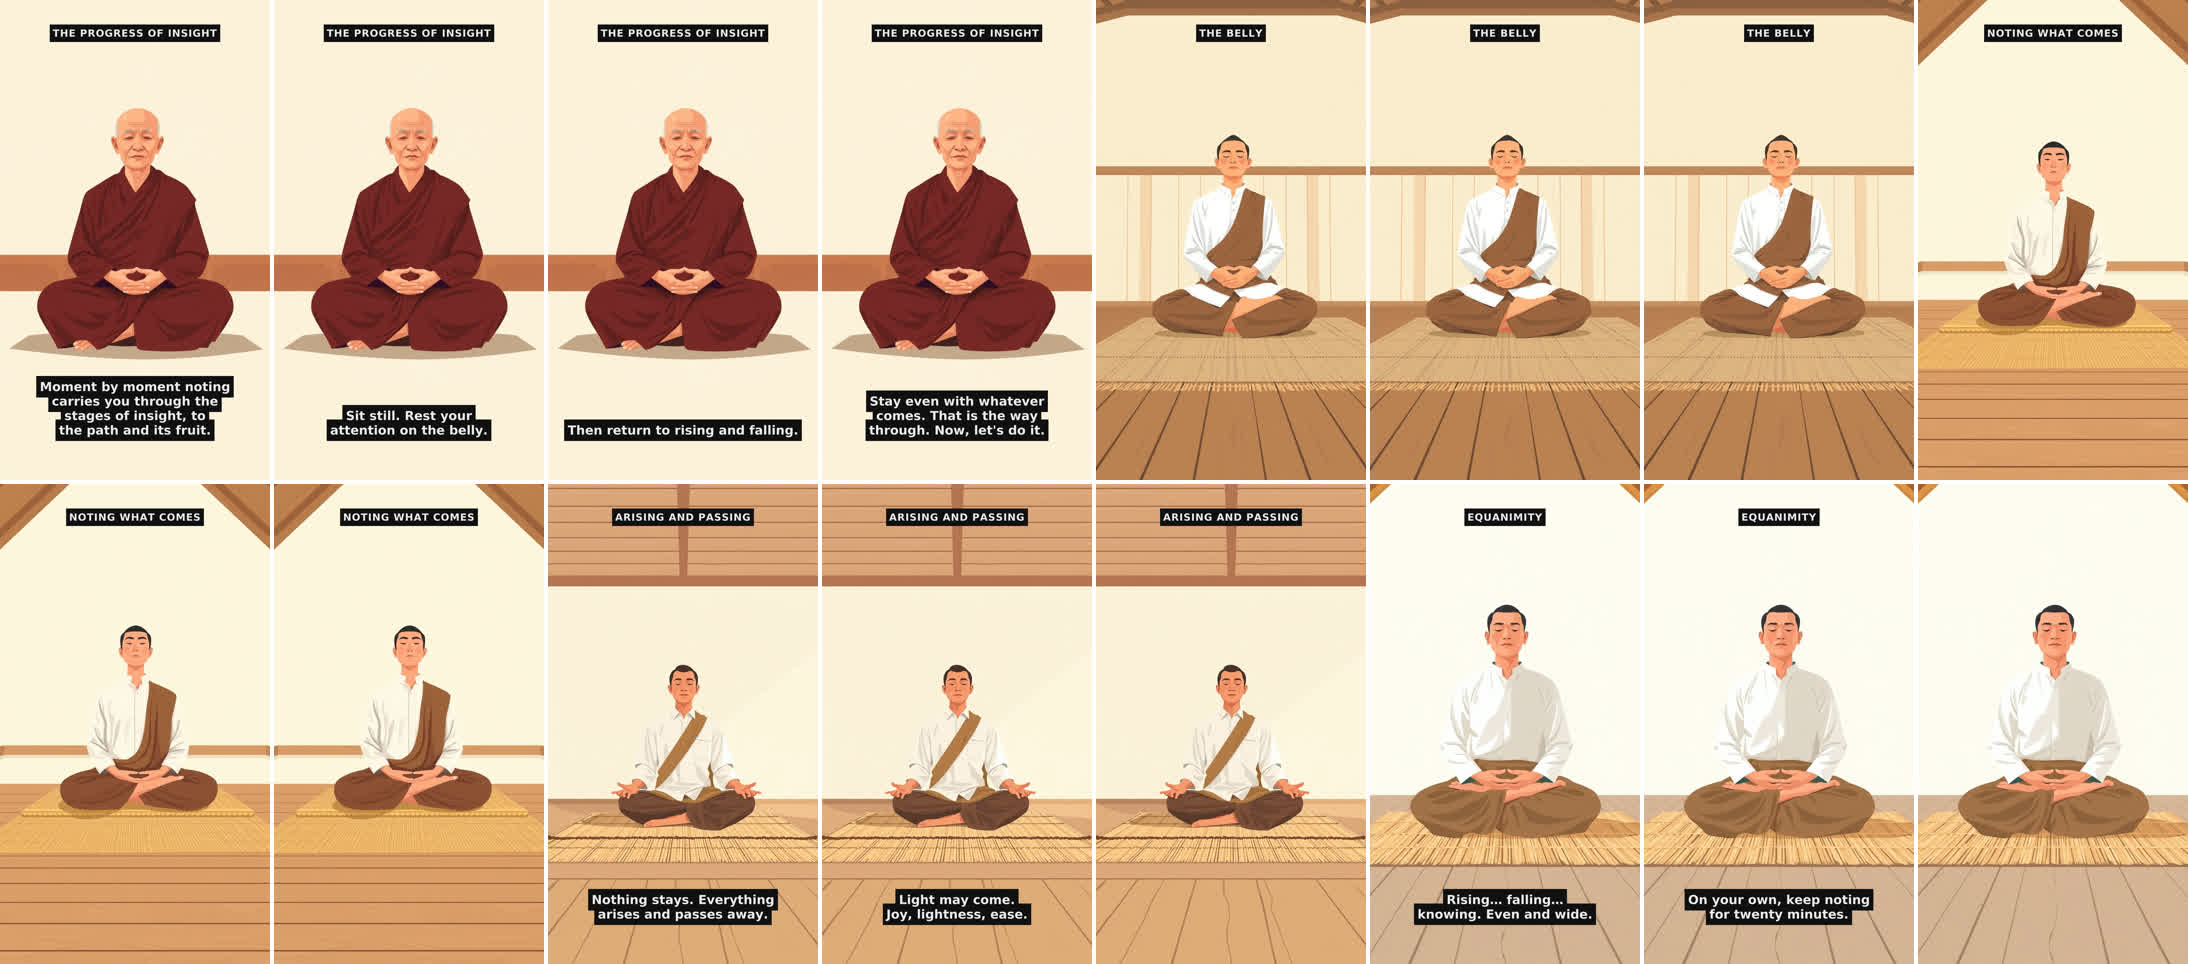 THE PROGRESS OF INSIGHT
Moment by moment noting
carries you through the
stages of insight, to
the path and its fruit.
THE PROGRESS OF INSIGHT
Sit still. Rest your
attention on the belly.
THE PROGRESS OF INSIGHT
Then return to rising and falling.
THE PROGRESS OF INSIGHT
Stay even with whatever
comes. That is the way
through. Now, let's do it.
THE BELLY
THE BELLY
THE BELLY
NOTING WHAT COMES
NOTING WHAT COMES
NOTING WHAT COMES
ARISING AND PASSING
Nothing stays. Everything
arises and passes away.
ARISING AND PASSING
Light may come.
Joy, lightness, ease.
ARISING AND PASSING
EQUANIMITY
Rising… falling…
knowing. Even and wide.
EQUANIMITY
On your own, keep noting
for twenty minutes.